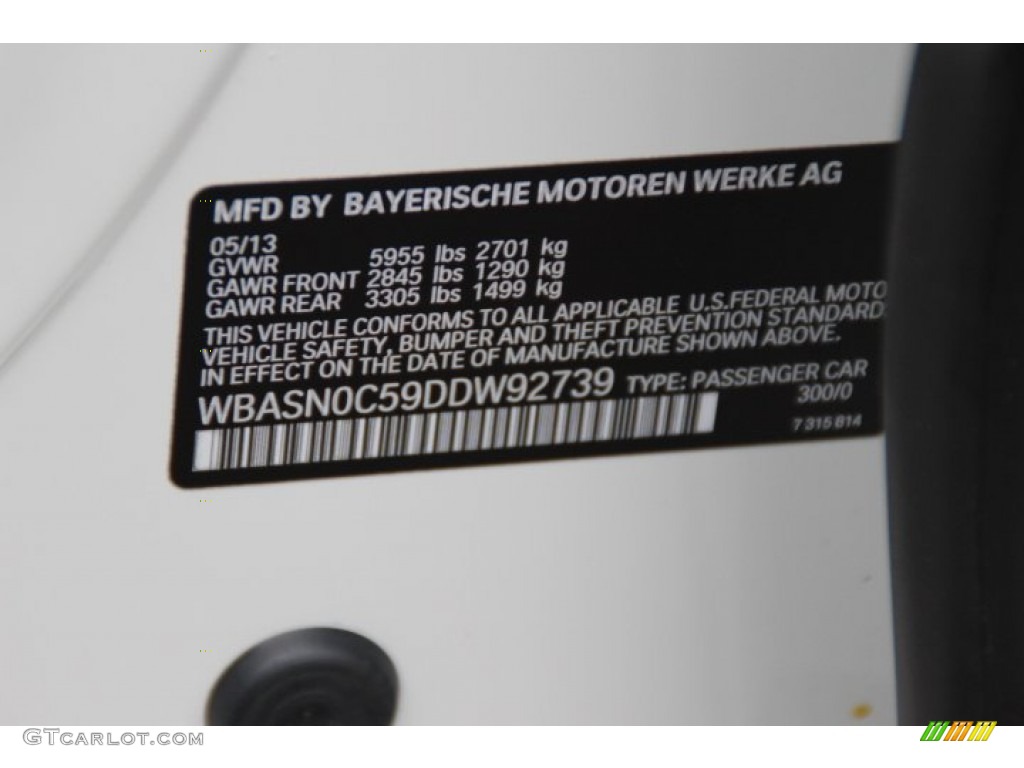 MFD BY BAYERISCHE MOTOREN WERKE AG
05/13
GVWR 5955 lbs 2701 kg
GAWR FRONT 2845 lbs 1290 kg
GAWR REAR 3305 lbs 1499 kg
THIS VEHICLE CONFORMS TO ALL APPLICABLE U.S.FEDERAL MOTO
VEHICLE SAFETY, BUMPER AND THEFT PREVENTION STANDARD
IN EFFECT ON THE DATE OF MANUFACTURE SHOWN ABOVE.
WBASN0C59DDW92739 TYPE: PASSENGER CAR
300/0
7 315 614
GTCARLOT.COM